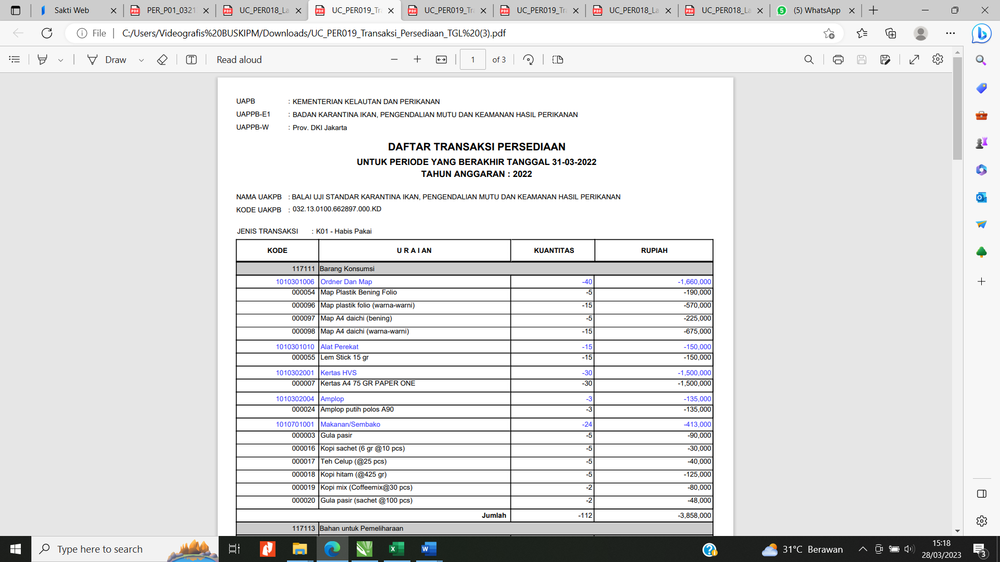 Sakti Web
PER_P01_0321
UC_PER018_La
UC_PER019_Tra
UC_PER019_Tra
UC_PER019_Tra
UC_PER018_La
UC_PER018_La
(5) WhatsApp
File
C:/Users/Videografis%20BUSKIPM/Downloads/UC_PER019_Transaksi_Persediaan_TGL%20(3).pdf
Draw
Read aloud
1 of 3
UAPB : KEMENTERIAN KELAUTAN DAN PERIKANAN
UAPPB-E1 : BADAN KARANTINA IKAN, PENGENDALIAN MUTU DAN KEAMANAN HASIL PERIKANAN
UAPPB-W : Prov. DKI Jakarta
DAFTAR TRANSAKSI PERSEDIAAN
UNTUK PERIODE YANG BERAKHIR TANGGAL 31-03-2022
TAHUN ANGGARAN : 2022
NAMA UAKPB : BALAI UJI STANDAR KARANTINA IKAN, PENGENDALIAN MUTU DAN KEAMANAN HASIL PERIKANAN
KODE UAKPB : 032.13.0100.662897.000.KD
JENIS TRANSAKSI : K01 - Habis Pakai
KODE U R A I AN KUANTITAS RUPIAH
117111 Barang Konsumsi
1010301006 Ordner Dan Map -40 -1,660,000
000054 Map Plastik Bening Folio -5 -190,000
000096 Map plastik folio (warna-warni) -15 -570,000
000097 Map A4 daichi (bening) -5 -225,000
000098 Map A4 daichi (warna-warni) -15 -675,000
1010301010 Alat Perekat -15 -150,000
000055 Lem Stick 15 gr -15 -150,000
1010302001 Kertas HVS -30 -1,500,000
000007 Kertas A4 75 GR PAPER ONE -30 -1,500,000
1010302004 Amplop -3 -135,000
000024 Amplop putih polos A90 -3 -135,000
1010701001 Makanan/Sembako -24 -413,000
000003 Gula pasir -5 -90,000
000016 Kopi sachet (6 gr @10 pcs) -5 -30,000
000017 Teh Celup (@25 pcs) -5 -40,000
000018 Kopi hitam (@425 gr) -5 -125,000
000019 Kopi mix (Coffeemix@30 pcs) -2 -80,000
000020 Gula pasir (sachet @100 pcs) -2 -48,000
Jumlah -112 -3,858,000
117113 Bahan untuk Pemeliharaan
Type here to search
31°C Berawan
15:18
28/03/2023
3